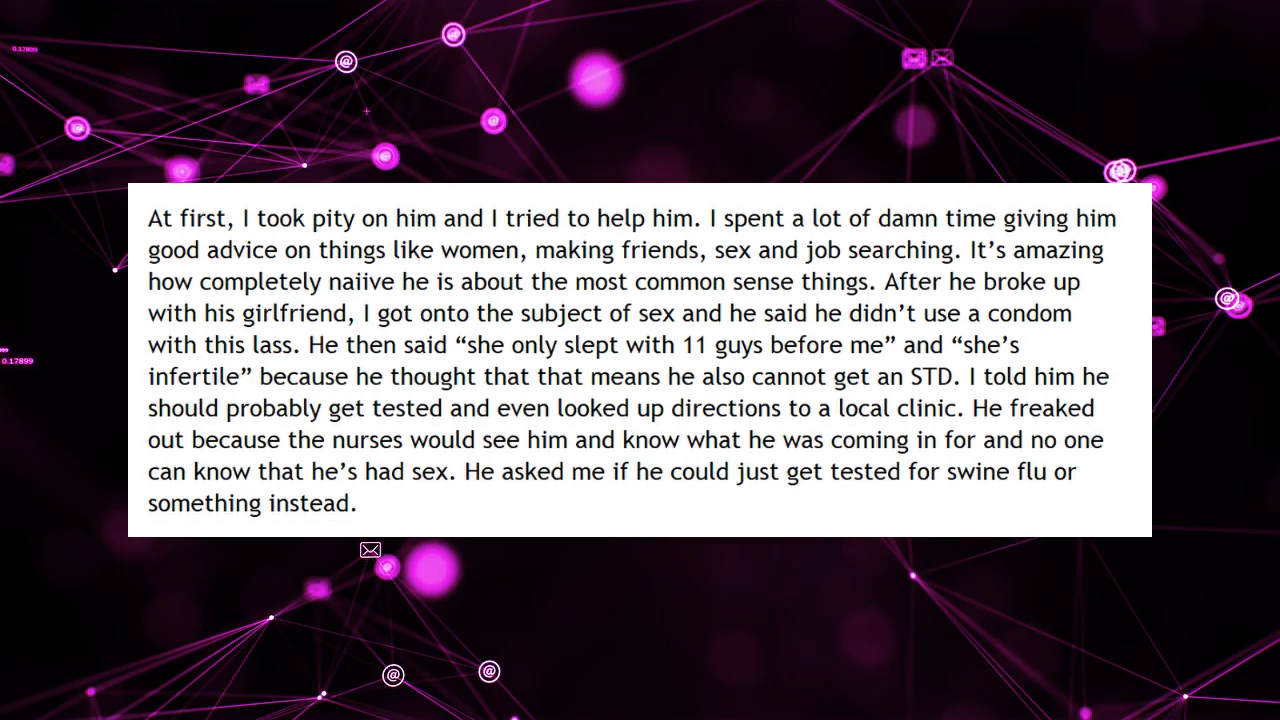 0.17899
At first, I took pity on him and I tried to help him. I spent a lot of damn time giving him
good advice on things like women, making friends, sex and job searching. It’s amazing
how completely naiive he is about the most common sense things. After he broke up
with his girlfriend, I got onto the subject of sex and he said he didn’t use a condom
with this lass. He then said “she only slept with 11 guys before me” and “she’s
infertile” because he thought that that means he also cannot get an STD. I told him he
should probably get tested and even looked up directions to a local clinic. He freaked
out because the nurses would see him and know what he was coming in for and no one
can know that he’s had sex. He asked me if he could just get tested for swine flu or
something instead.
0.17899